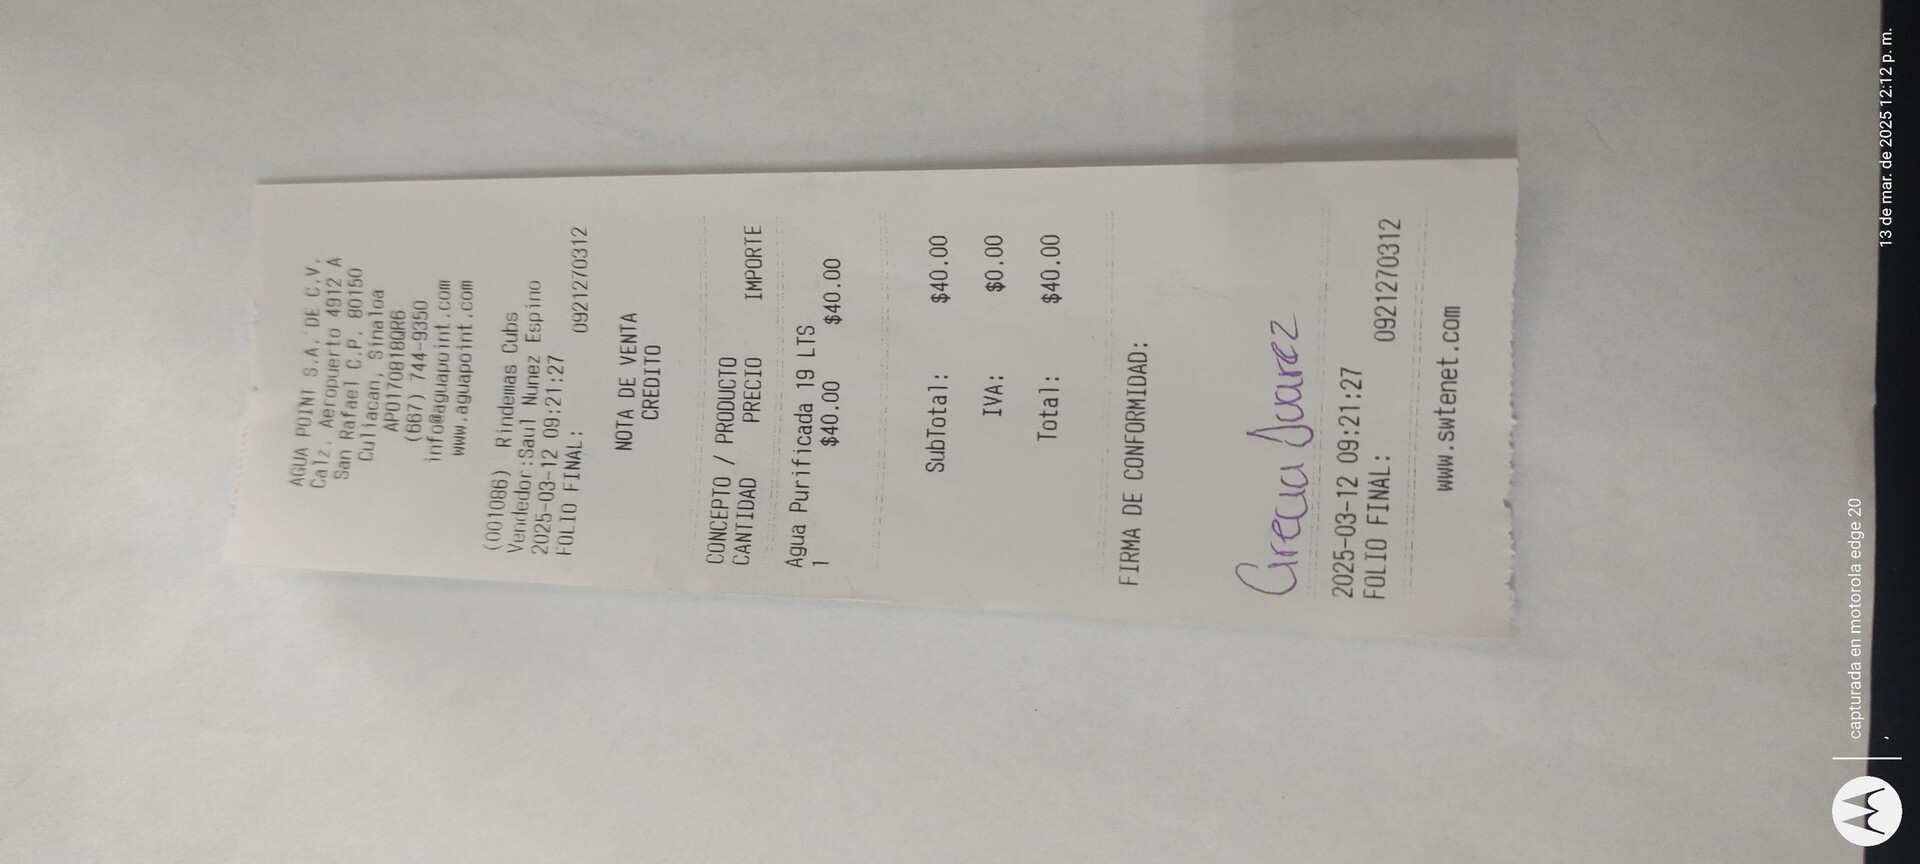 AGUA POINT S.A. DE C.V.
Calz. Aeropuerto 4912 A
San Rafael C.P. 80150
Culiacan, Sinaloa
APO170818QR6
(667) 744-9350
info@aguapoint.com
www.aguapoint.com
(001086) Rindemas Cubs
Vendedor:Saul Nunez Espino
2025-03-12 09:21:27
FOLIO FINAL: 0921270312
NOTA DE VENTA
CREDITO
CONCEPTO / PRODUCTO
CANTIDAD PRECIO IMPORTE
Agua Purificada 19 LTS
1 $40.00 $40.00
SubTotal: $40.00
IVA: $0.00
Total: $40.00
FIRMA DE CONFORMIDAD:
Grecia Juarez
2025-03-12 09:21:27
FOLIO FINAL: 0921270312
www.swtenet.com
capturada en motorola edge 20
13 de mar. de 2025 12:12 p. m.